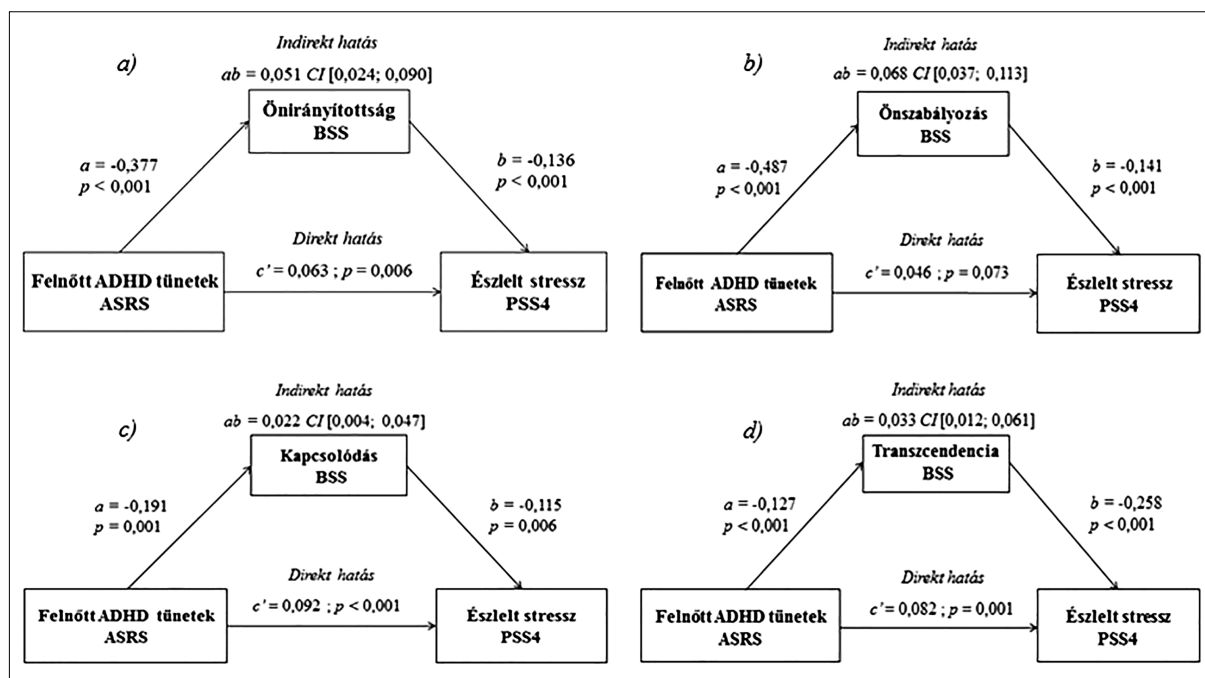 a)
Indirekt hatás
ab = 0,051 CI [0,024; 0,090]
Önirányítottság
BSS
a = -0,377
p < 0,001
b = -0,136
p < 0,001
Direkt hatás
c' = 0,063 ; p = 0,006
Felnőtt ADHD tünetek
ASRS
Észlelt stressz
PSS4
b)
Indirekt hatás
ab = 0,068 CI [0,037; 0,113]
Önszabályozás
BSS
a = -0,487
p < 0,001
b = -0,141
p < 0,001
Direkt hatás
c' = 0,046 ; p = 0,073
Felnőtt ADHD tünetek
ASRS
Észlelt stressz
PSS4
c)
Indirekt hatás
ab = 0,022 CI [0,004; 0,047]
Kapcsolódás
BSS
a = -0,191
p = 0,001
b = -0,115
p = 0,006
Direkt hatás
c' = 0,092 ; p < 0,001
Felnőtt ADHD tünetek
ASRS
Észlelt stressz
PSS4
d)
Indirekt hatás
ab = 0,033 CI [0,012; 0,061]
Transzcendencia
BSS
a = -0,127
p < 0,001
b = -0,258
p < 0,001
Direkt hatás
c' = 0,082 ; p = 0,001
Felnőtt ADHD tünetek
ASRS
Észlelt stressz
PSS4